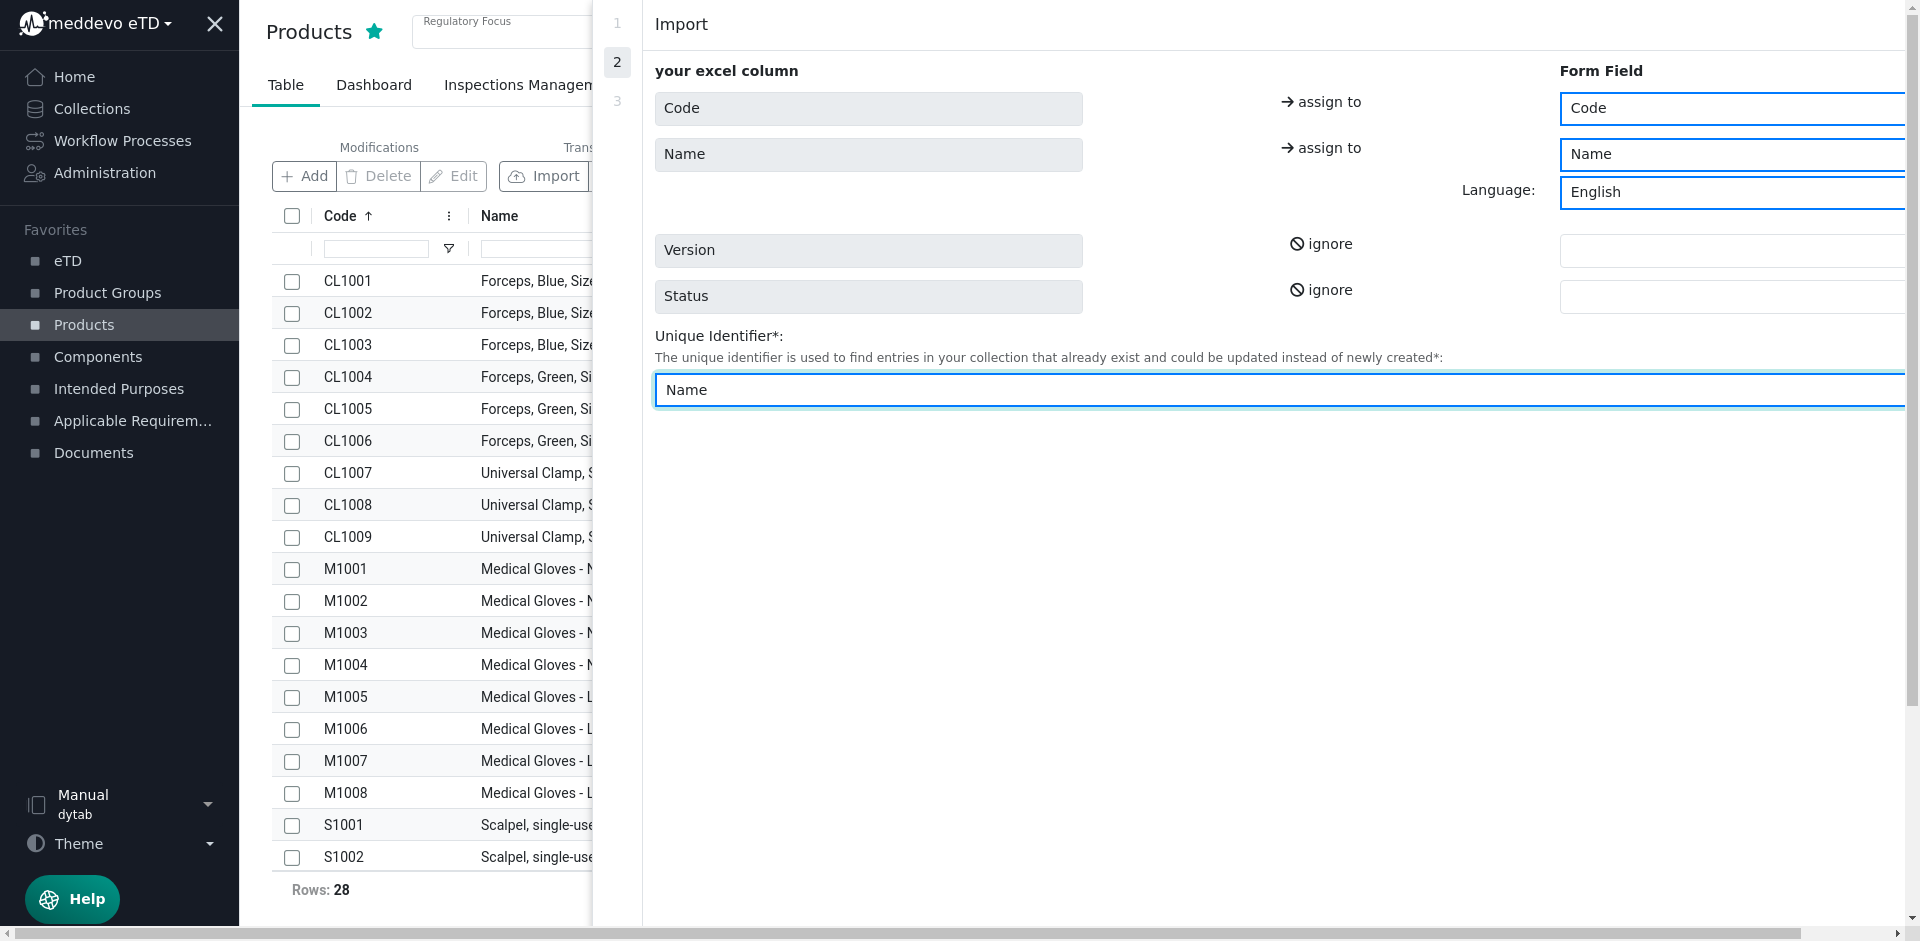 meddevo eTD
Home
Collections
Workflow Processes
Administration
Favorites
eTD
Product Groups
Products
Components
Intended Purposes
Applicable Requirem...
Documents
Manual
dytab
Theme
Help
Products
Regulatory Focus
Table
Dashboard
Inspections Managem
Modifications
Trans
Add
Delete
Edit
Import
Code
Name
CL1001
Forceps, Blue, Size
CL1002
Forceps, Blue, Size
CL1003
Forceps, Blue, Size
CL1004
Forceps, Green, Si
CL1005
Forceps, Green, Si
CL1006
Forceps, Green, Si
CL1007
Universal Clamp, S
CL1008
Universal Clamp, S
CL1009
Universal Clamp, S
M1001
Medical Gloves - N
M1002
Medical Gloves - N
M1003
Medical Gloves - N
M1004
Medical Gloves - N
M1005
Medical Gloves - L
M1006
Medical Gloves - L
M1007
Medical Gloves - L
M1008
Medical Gloves - L
S1001
Scalpel, single-use
S1002
Scalpel, single-use
Rows: 28
1
2
3
Import
your excel column
Form Field
Code
assign to
Code
Name
assign to
Name
Language:
English
Version
ignore
Status
ignore
Unique Identifier*:
The unique identifier is used to find entries in your collection that already exist and could be updated instead of newly created*:
Name